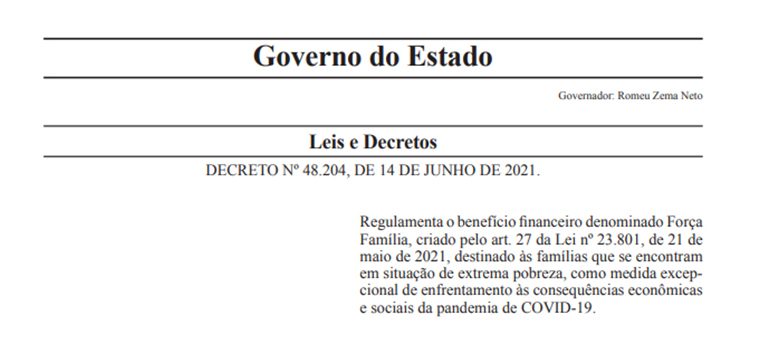 Governo do Estado
Governador: Romeu Zema Neto
Leis e Decretos
DECRETO Nº 48.204, DE 14 DE JUNHO DE 2021.
Regulamenta o benefício financeiro denominado Força
Família, criado pelo art. 27 da Lei nº 23.801, de 21 de
maio de 2021, destinado às famílias que se encontram
em situação de extrema pobreza, como medida excep-
cional de enfrentamento às consequências econômicas
e sociais da pandemia de COVID-19.